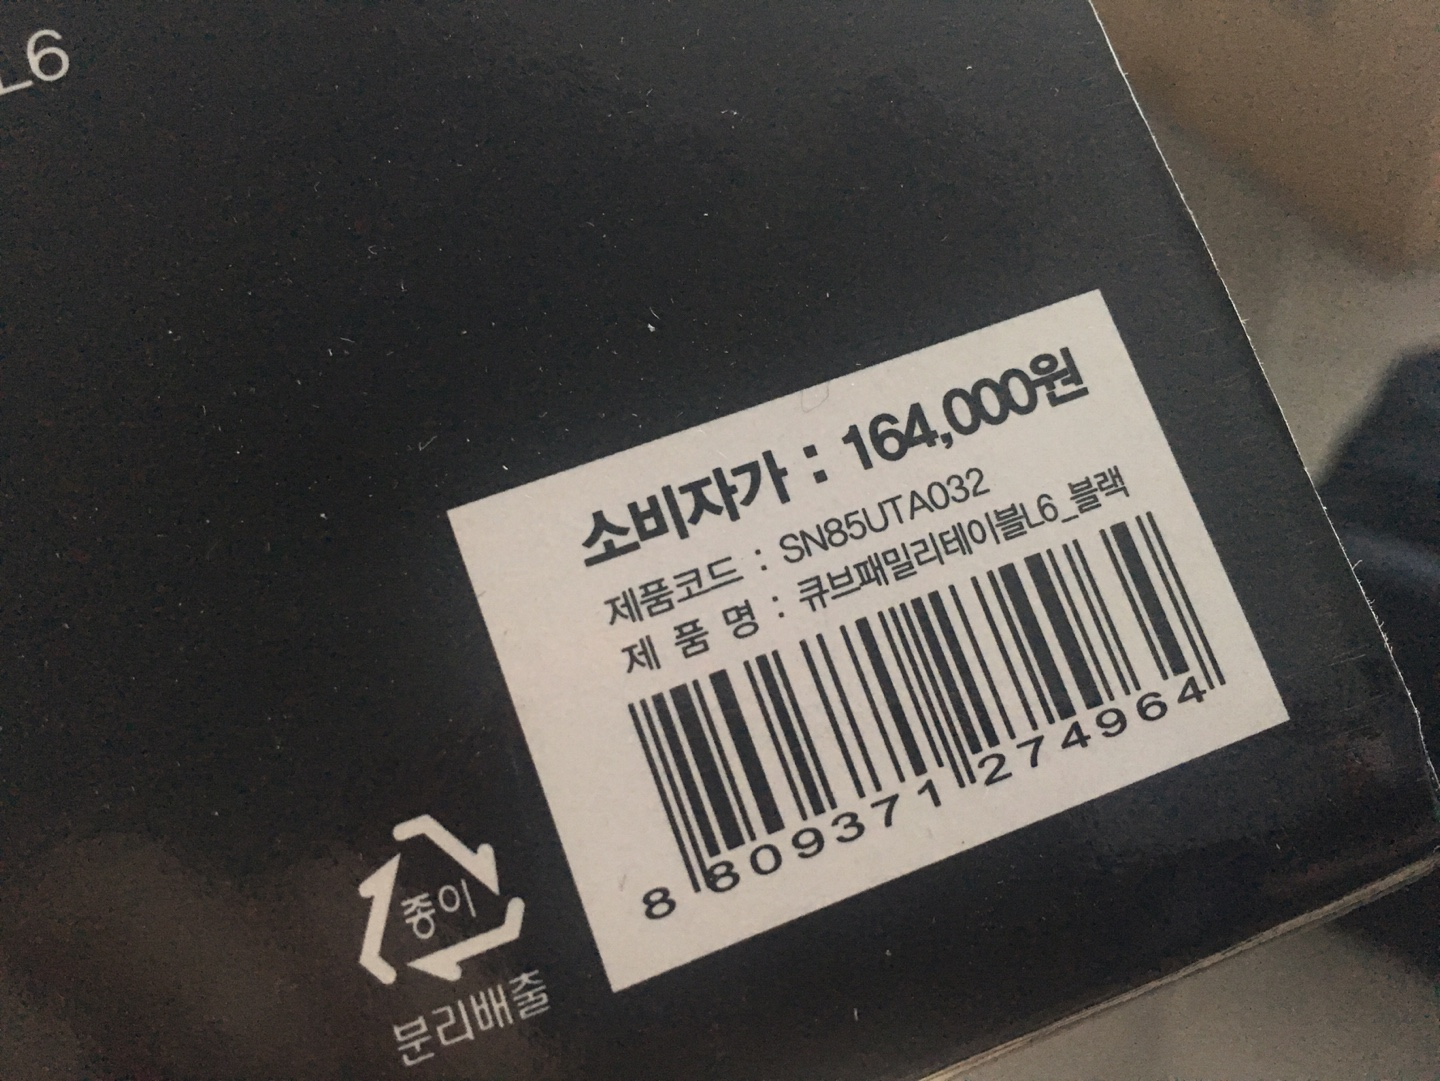 L6
소비자가 : 164,000원
제품코드 : SN85UTA032
제 품 명 : 큐브패밀리테이블L6_블랙
8 809371 274964
종이
분리배출